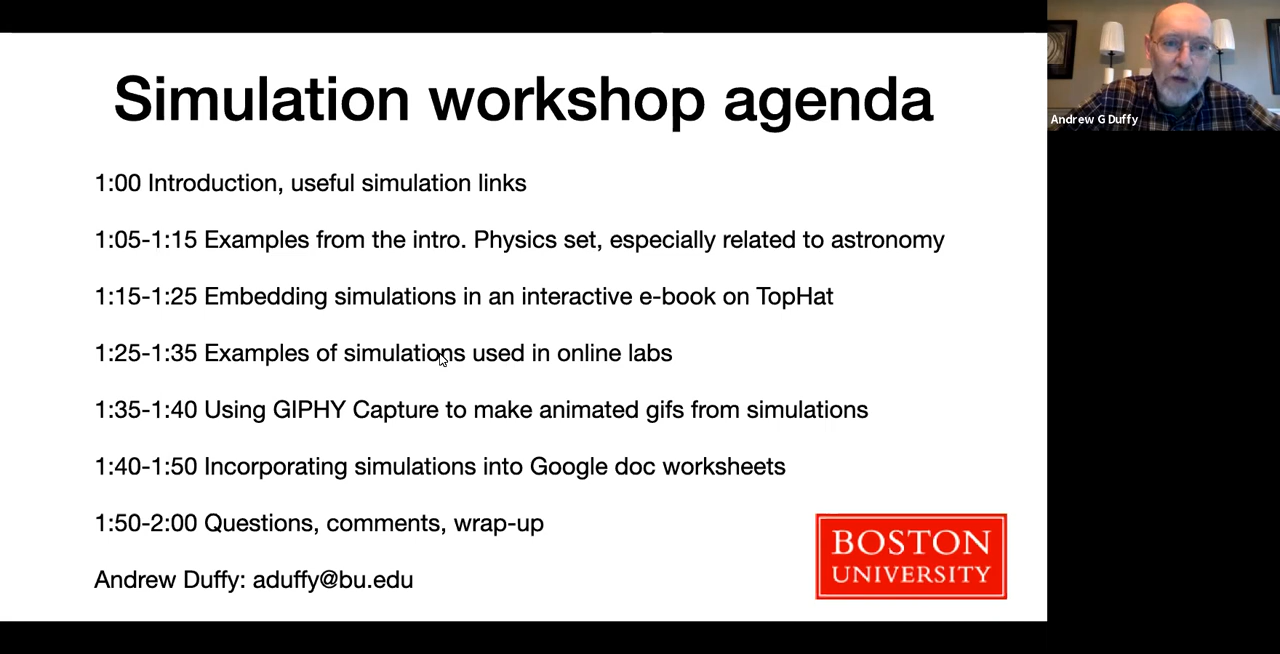 Simulation workshop agenda
1:00 Introduction, useful simulation links
1:05-1:15 Examples from the intro. Physics set, especially related to astronomy
1:15-1:25 Embedding simulations in an interactive e-book on TopHat
1:25-1:35 Examples of simulations used in online labs
1:35-1:40 Using GIPHY Capture to make animated gifs from simulations
1:40-1:50 Incorporating simulations into Google doc worksheets
1:50-2:00 Questions, comments, wrap-up
Andrew Duffy: aduffy@bu.edu
BOSTON
UNIVERSITY
Andrew G Duffy